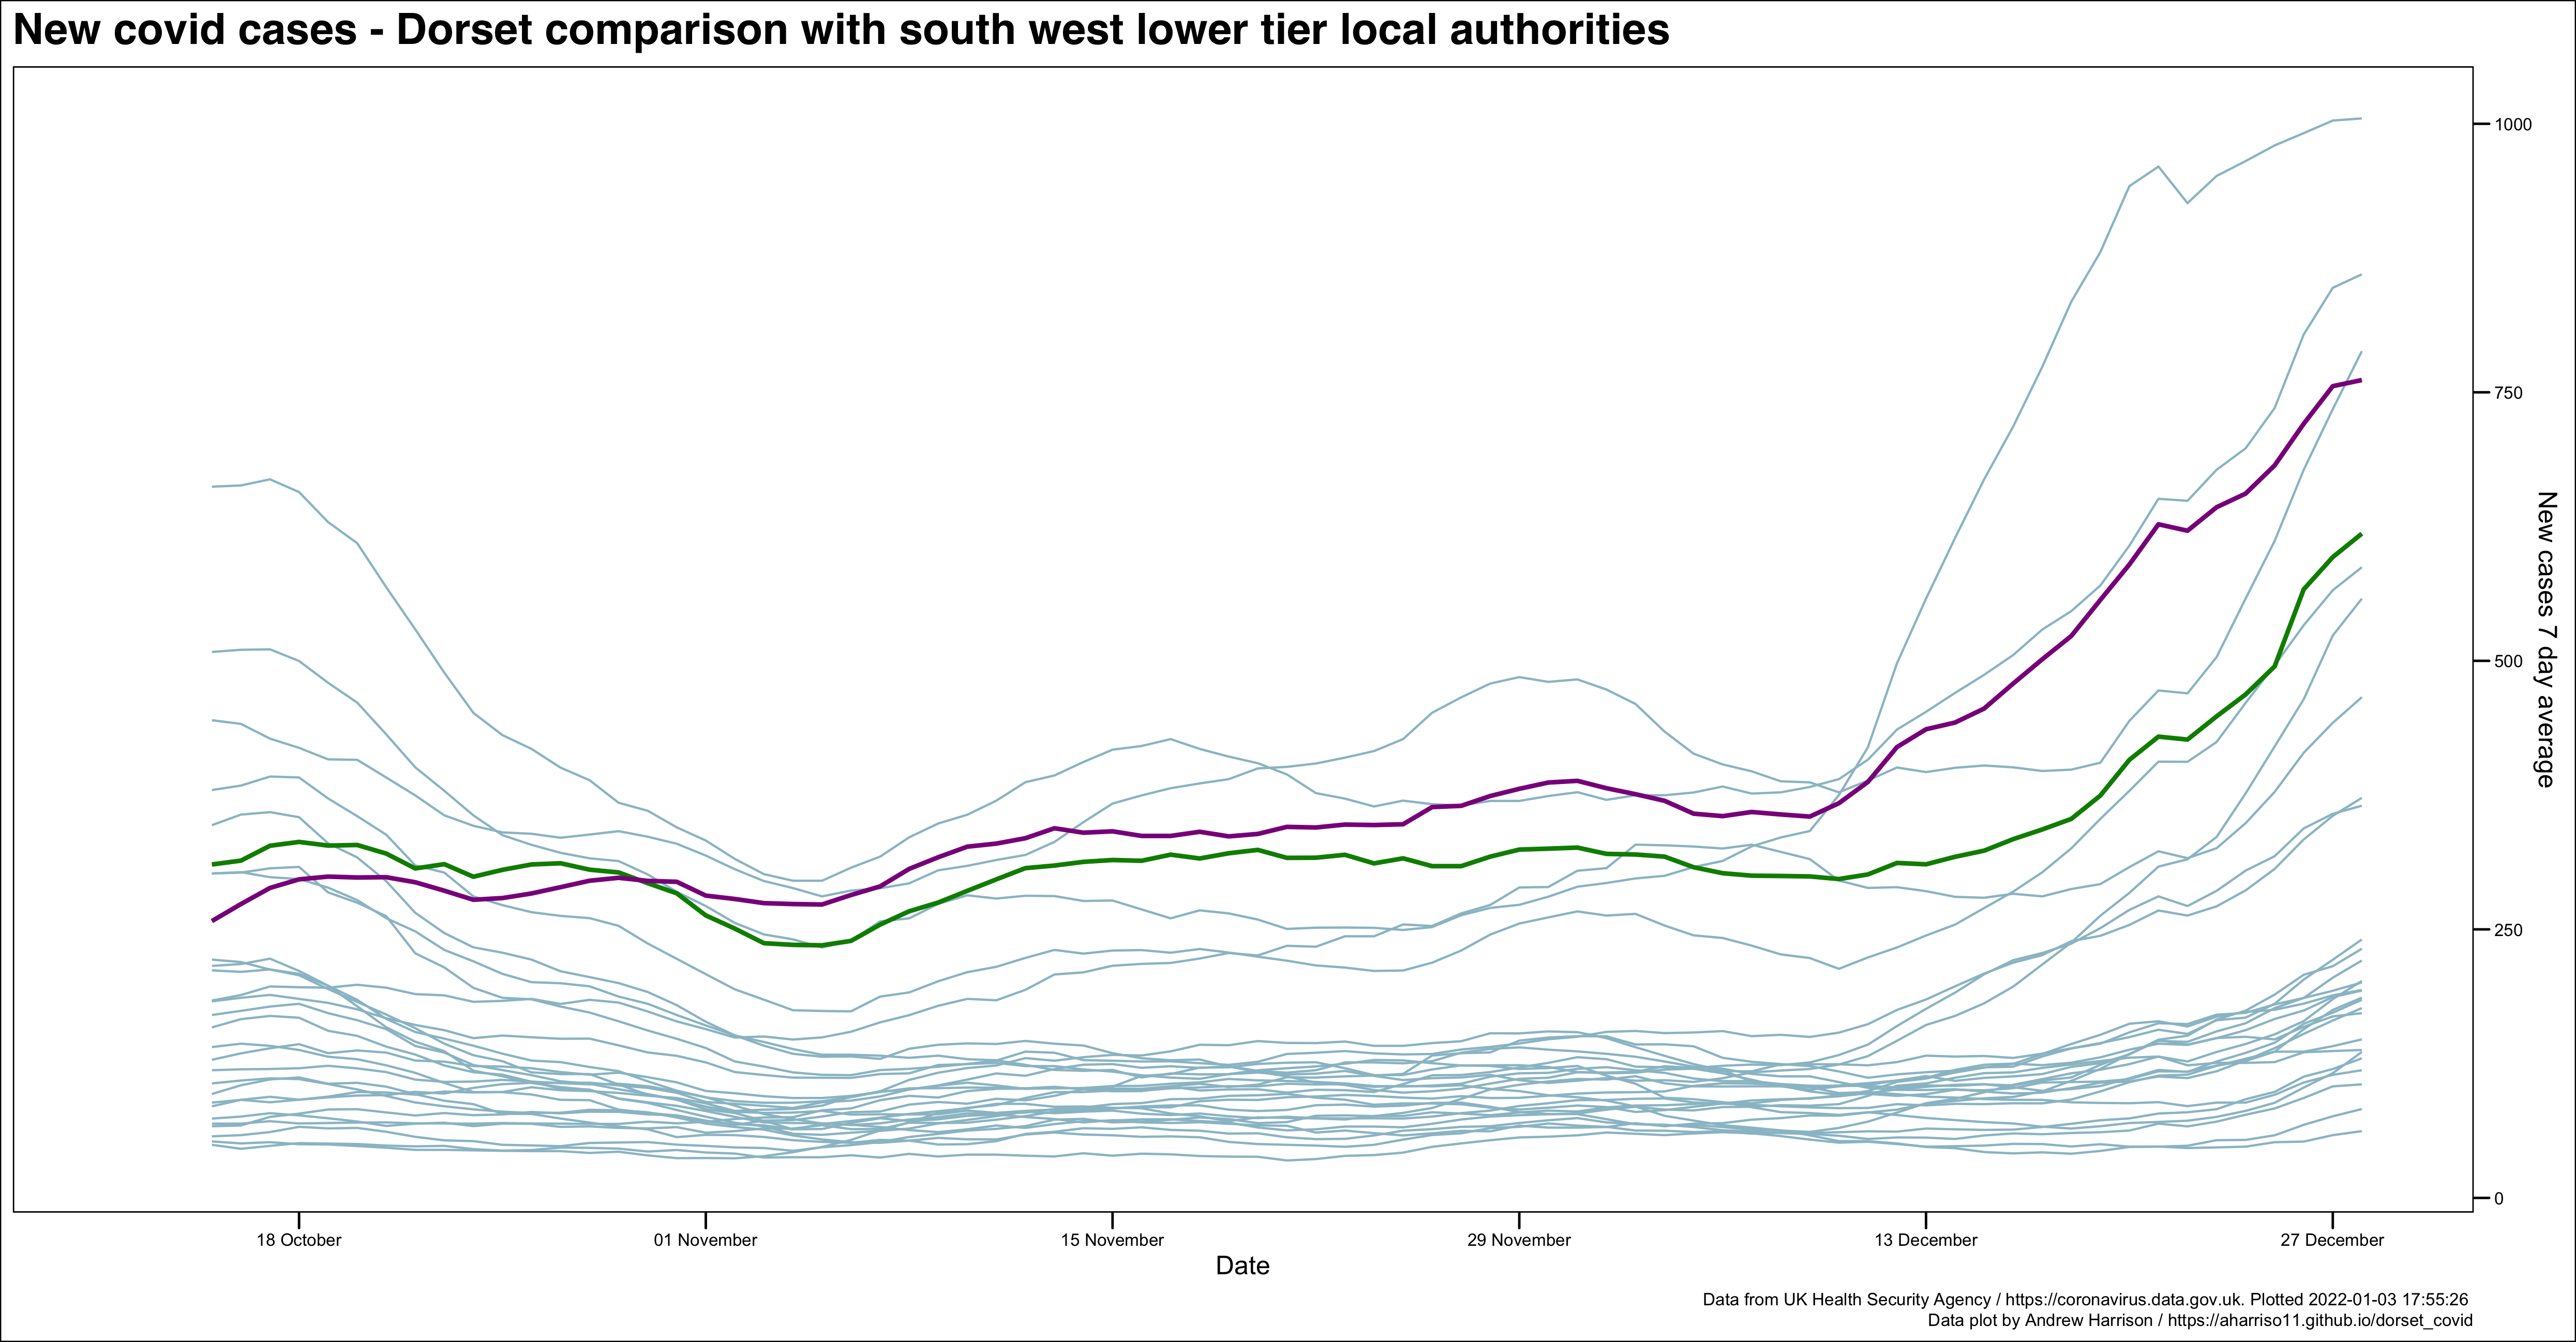 New covid cases - Dorset comparison with south west lower tier local authorities
1000
750
500
250
0
New cases 7 day average
18 October
01 November
15 November
29 November
13 December
27 December
Date
Data from UK Health Security Agency / https://coronavirus.data.gov.uk. Plotted 2022-01-03 17:55:26
Data plot by Andrew Harrison / https://aharriso11.github.io/dorset_covid